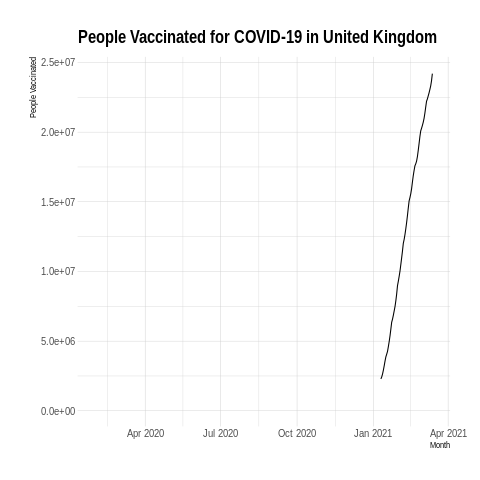 People Vaccinated for COVID-19 in United Kingdom
People Vaccinated
2.5e+07
2.0e+07
1.5e+07
1.0e+07
5.0e+06
0.0e+00
Apr 2020 Jul 2020 Oct 2020 Jan 2021 Apr 2021
Month